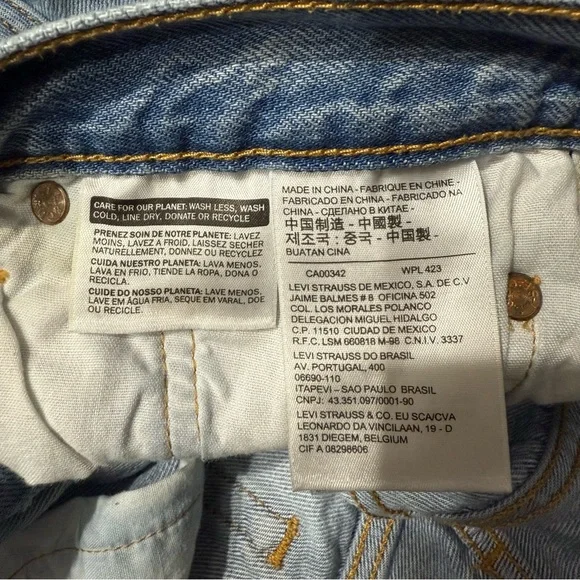 CARE FOR OUR PLANET: WASH LESS, WASH
COLD, LINE DRY, DONATE OR RECYCLE
PRENEZ SOIN DE NOTRE PLANETE: LAVEZ
MOINS, LAVEZ A FROID, LAISSEZ SECHER
NATURELLEMENT, DONNEZ OU RECYCLEZ
CUIDA NUESTRO PLANETA: LAVA MENOS,
LAVA EN FRÍO, TIENDE LA ROPA, DONA O
RECICLA.
CUIDE DO NOSSO PLANETA: LAVE MENOS,
LAVE EM ÁGUA FRIA, SEQUE EM VARAL, DOE
OU RECICLE.
MADE IN CHINA - FABRIQUE EN CHINE -
FABRICADO EN CHINA - FABRICADO NA
CHINA - СДЕЛАНО В КИТАЕ -
中国制造 - 中国製 -
제조국 : 중국 - 中国製 -
BUATAN CINA
CA00342 WPL 423
LEVI STRAUSS DE MEXICO, S.A. DE C.V
JAIME BALMES # 8 OFICINA 502
COL. LOS MORALES POLANCO
DELEGACION MIGUEL HIDALGO
C.P. 11510 CIUDAD DE MEXICO
R.F.C. LSM 660818 M-98 C.N.I.V. 3337
LEVI STRAUSS DO BRASIL
AV. PORTUGAL, 400
06690-110
ITAPEVI – SAO PAULO BRASIL
CNPJ: 43.351.097/0001-90
LEVI STRAUSS & CO. EU SCA/CVA
LEONARDO DA VINCILAAN, 19 - D
1831 DIEGEM, BELGIUM
CIF A 08298606